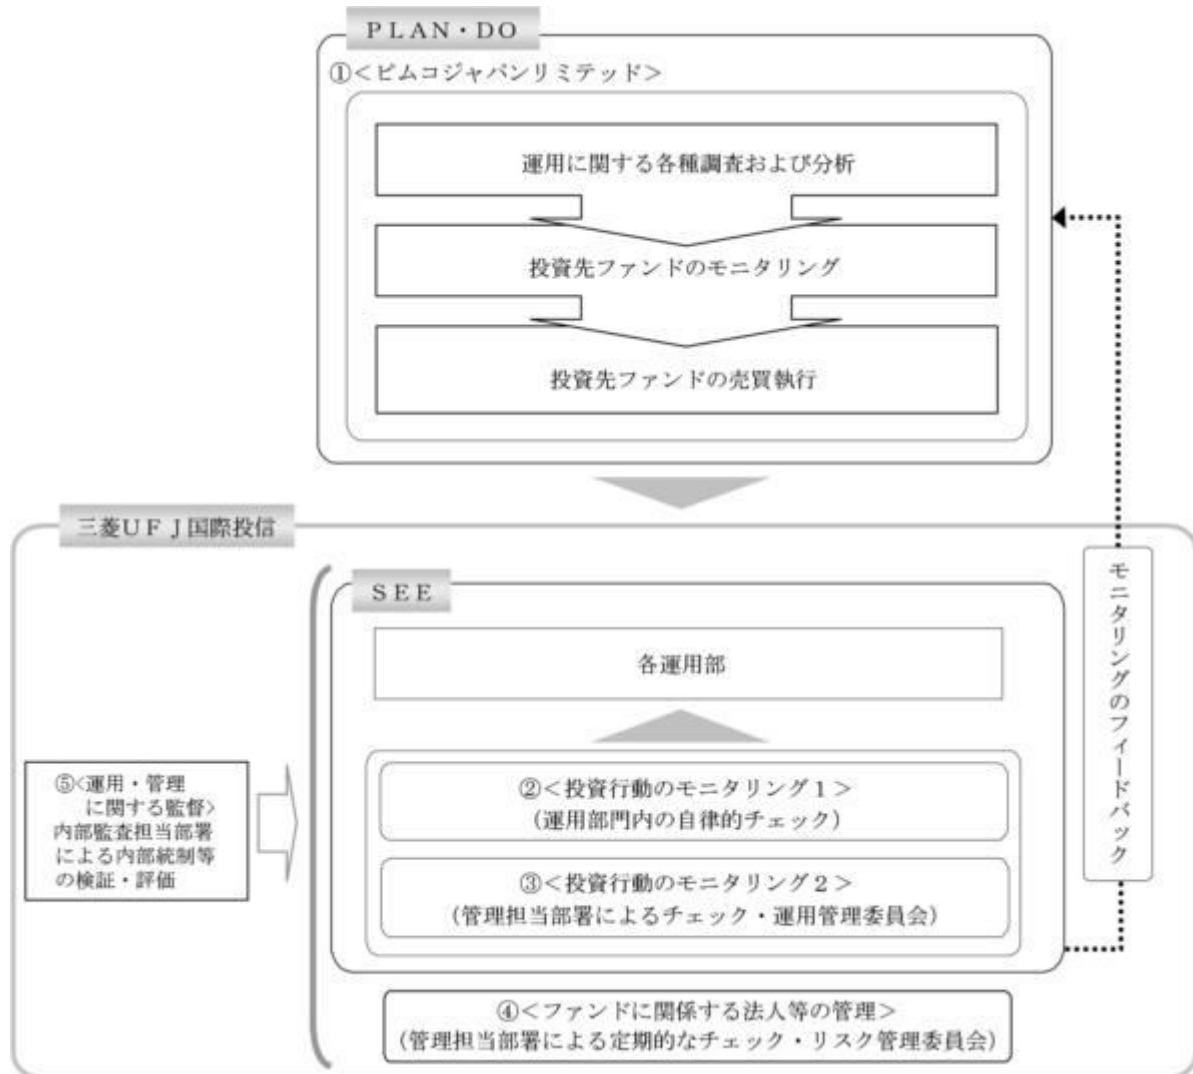 PLAN・DO
①<ピムコジャパンリミテッド>
運用に関する各種調査および分析
投資先ファンドのモニタリング
投資先ファンドの売買執行
三菱UFJ国際投信
SEE
各運用部
②<投資行動のモニタリング1>
(運用部門内の自律的チェック)
③<投資行動のモニタリング2>
(管理担当部署によるチェック・運用管理委員会)
④<ファンドに関係する法人等の管理>
(管理担当部署による定期的なチェック・リスク管理委員会)
⑤<運用・管理
に関する監督>
内部監査担当部署
による内部統制等
の検証・評価
モニタリングのフィードバック